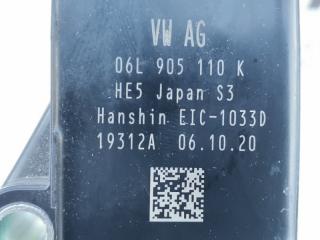 VW AG
06L 905 110 K
HE5 Japan S3
Hanshin EIC-1033D
19312A 06.10.20